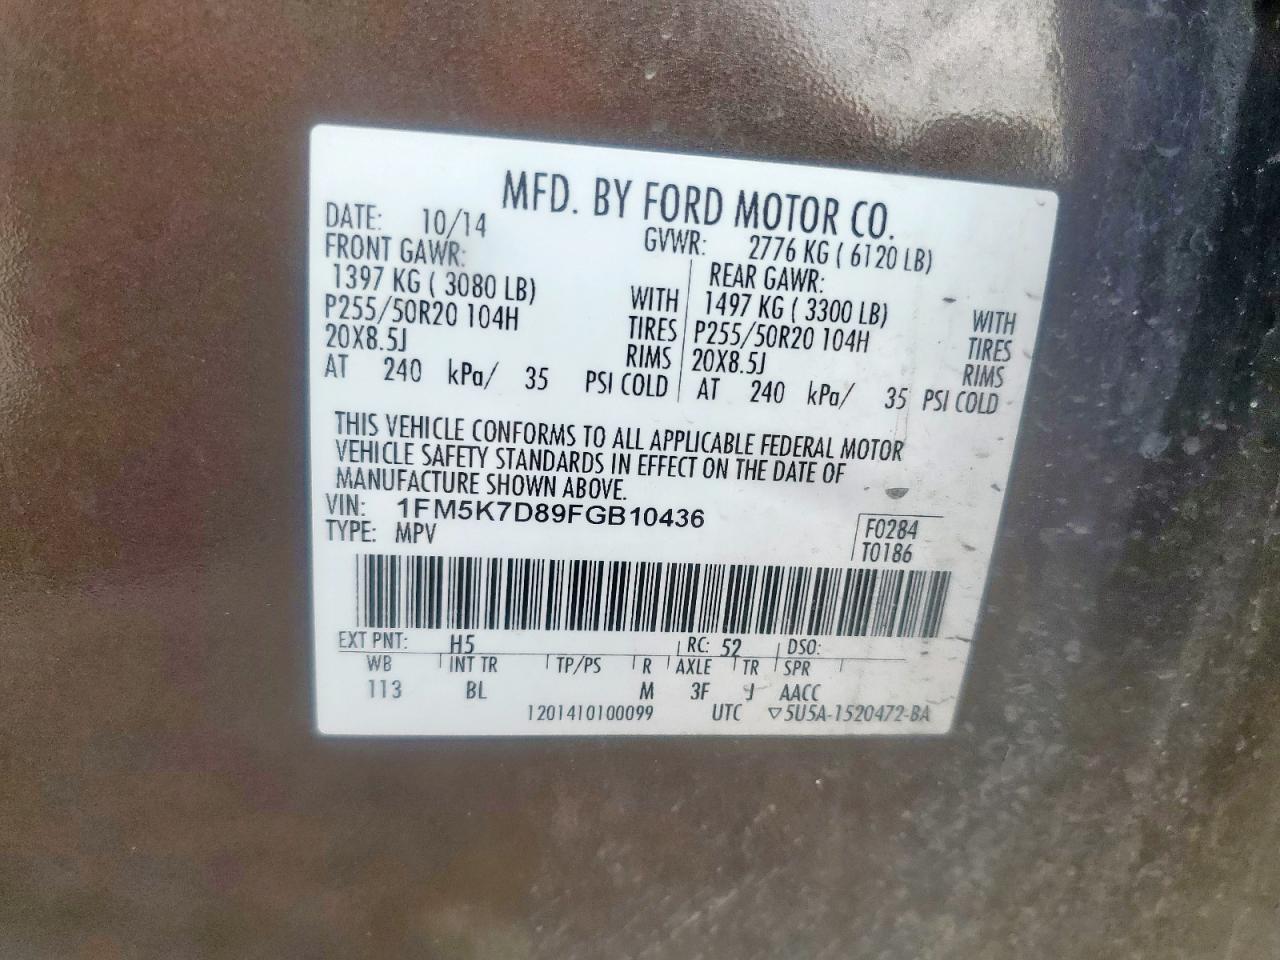 MFD. BY FORD MOTOR CO.
DATE: 10/14 GVWR: 2776 KG ( 6120 LB)
FRONT GAWR: REAR GAWR:
1397 KG ( 3080 LB) WITH 1497 KG ( 3300 LB) WITH
P255/50R20 104H TIRES P255/50R20 104H TIRES
20X8.5J RIMS 20X8.5J RIMS
AT 240 kPa/ 35 PSI COLD AT 240 kPa/ 35 PSI COLD
THIS VEHICLE CONFORMS TO ALL APPLICABLE FEDERAL MOTOR
VEHICLE SAFETY STANDARDS IN EFFECT ON THE DATE OF
MANUFACTURE SHOWN ABOVE.
VIN: 1FM5K7D89FGB10436 F0284
TYPE: MPV T0186
EXT PNT: H5 RC: 52 DSO:
WB INT TR TP/PS R AXLE TR SPR
113 BL M 3F J AACC
1201410100099 UTC ▽5U5A-1520472-BA